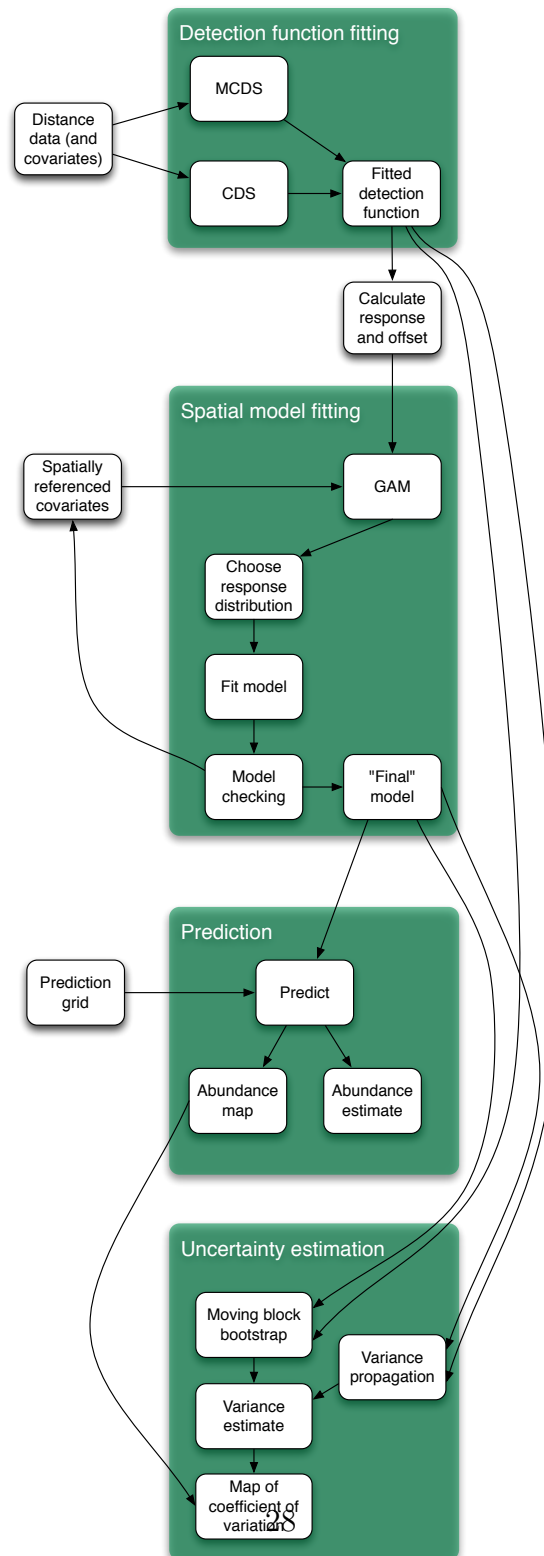 Detection function fitting
MCDS
Distance
data (and
covariates)
CDS
Fitted
detection
function
Calculate
response
and offset
Spatial model fitting
Spatially
referenced
covariates
GAM
Choose
response
distribution
Fit model
Model
checking
"Final"
model
Prediction
Prediction
grid
Predict
Abundance
map
Abundance
estimate
Uncertainty estimation
Moving block
bootstrap
Variance
propagation
Variance
estimate
Map of
coefficient of
variation
28